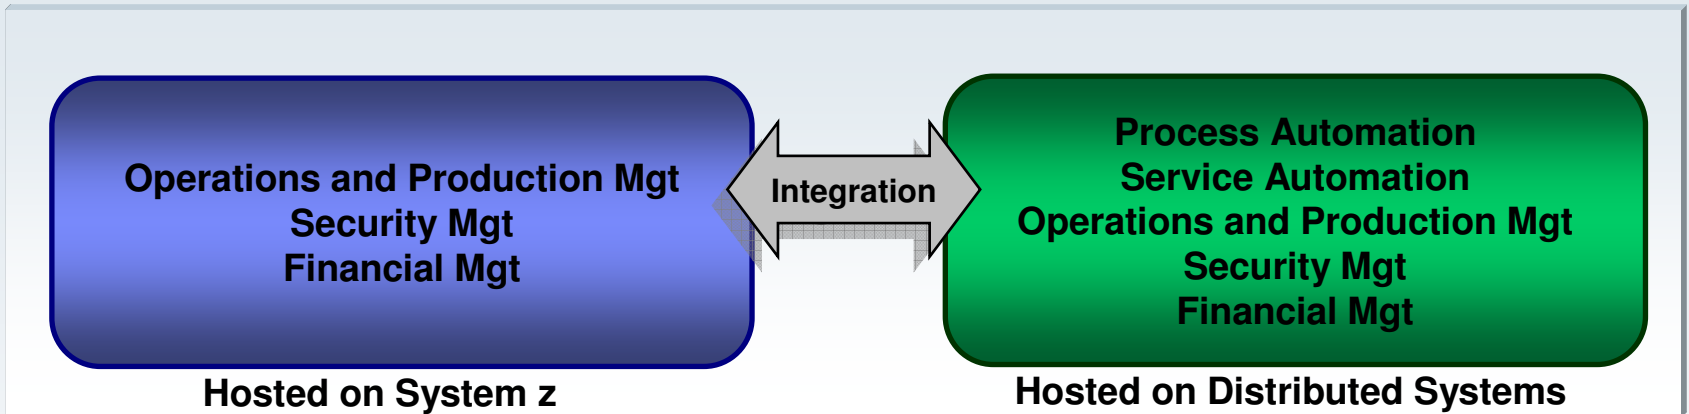 Operations and Production Mgt
Security Mgt
Financial Mgt
Hosted on System z
Integration
Process Automation
Service Automation
Operations and Production Mgt
Security Mgt
Financial Mgt
Hosted on Distributed Systems